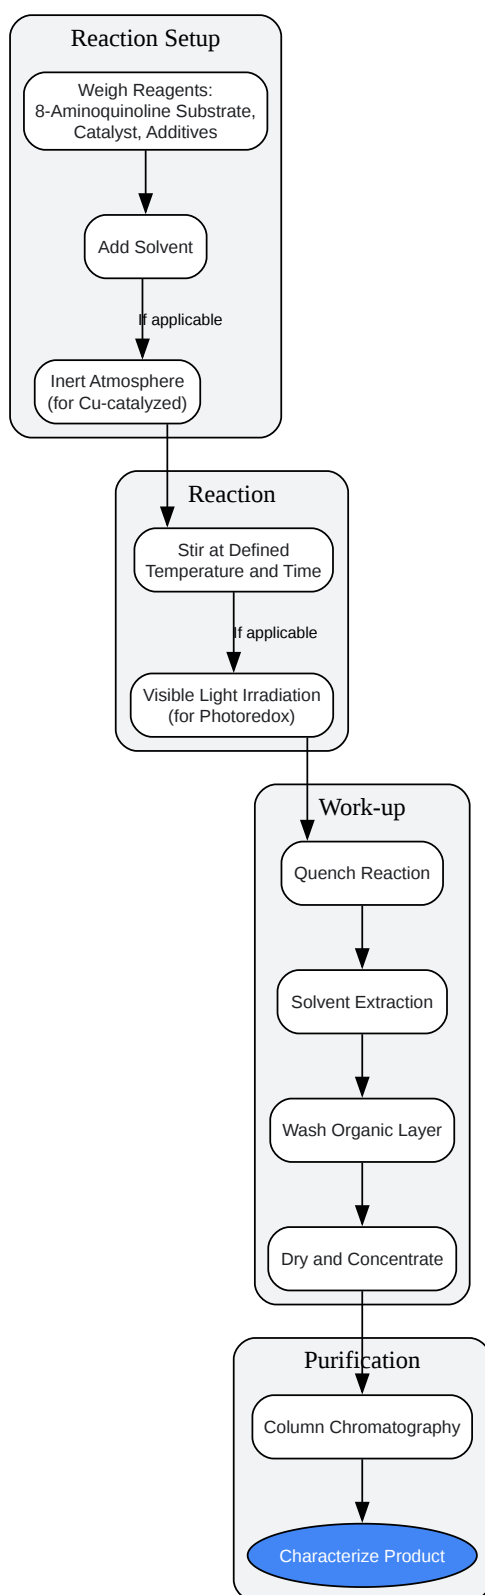 Reaction Setup
Weigh Reagents:
8-Aminoquinoline Substrate,
Catalyst, Additives
Add Solvent
If applicable
Inert Atmosphere
(for Cu-catalyzed)
Reaction
Stir at Defined
Temperature and Time
If applicable
Visible Light Irradiation
(for Photoredox)
Work-up
Quench Reaction
Solvent Extraction
Wash Organic Layer
Dry and Concentrate
Purification
Column Chromatography
Characterize Product